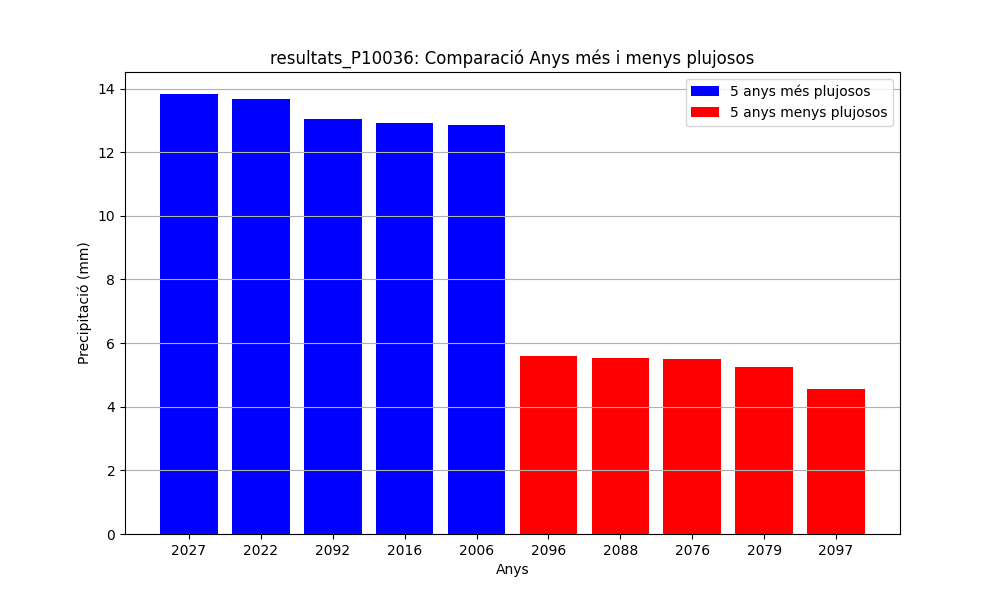 resultats_P10036: Comparació Anys més i menys plujosos
5 anys més plujosos
5 anys menys plujosos
Precipitació (mm)
14
12
10
8
6
4
2
0
2027 2022 2092 2016 2006 2096 2088 2076 2079 2097
Anys